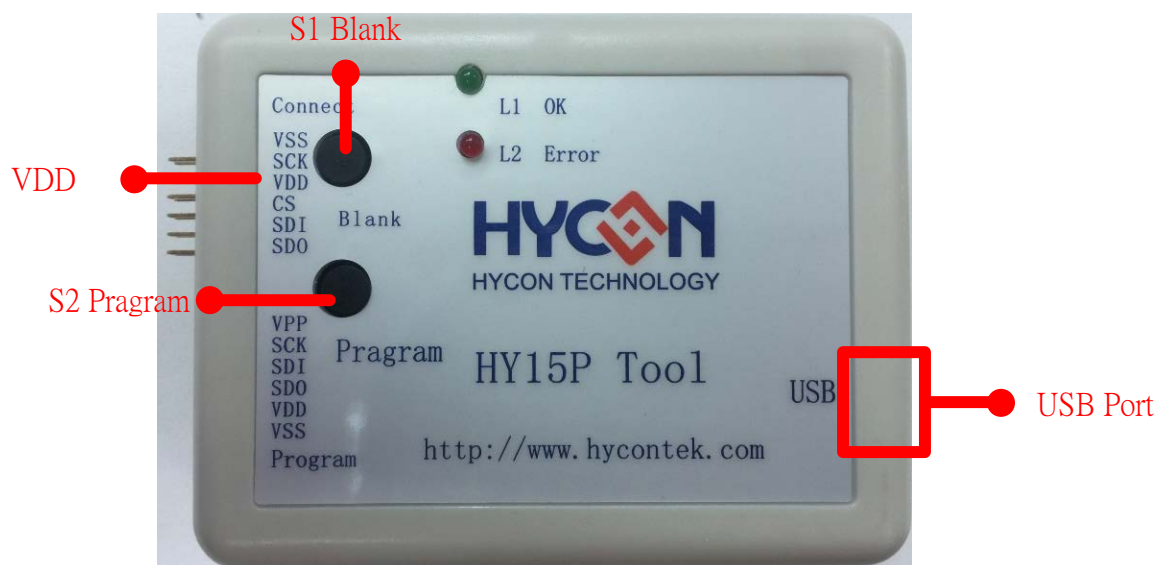 S1 Blank
Connect
L1 OK
VSS
SCK
L2 Error
VDD
VDD
CS
SDI
Blank
SDO
HYCON
HYCON TECHNOLOGY
S2 Pragram
VPP
SCK
Pragram
SDI
HY15P Tool
SDO
USB
USB Port
VDD
VSS
Program
http://www.hycontek.com